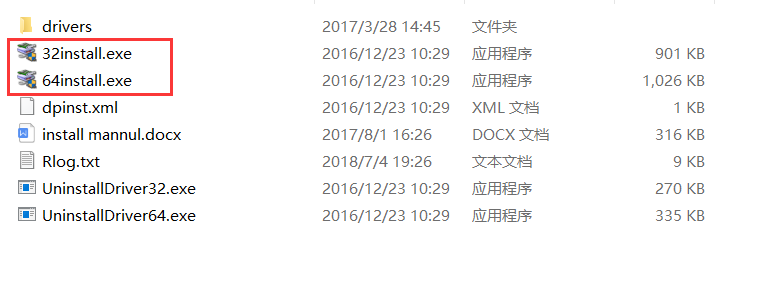 drivers 2017/3/28 14:45 文件夹
32install.exe 2016/12/23 10:29 应用程序 901 KB
64install.exe 2016/12/23 10:29 应用程序 1,026 KB
dpinst.xml 2016/12/23 10:29 XML 文档 1 KB
install mannul.docx 2017/8/1 16:26 DOCX 文档 316 KB
Rlog.txt 2018/7/4 19:26 文本文档 9 KB
UninstallDriver32.exe 2016/12/23 10:29 应用程序 270 KB
UninstallDriver64.exe 2016/12/23 10:29 应用程序 335 KB